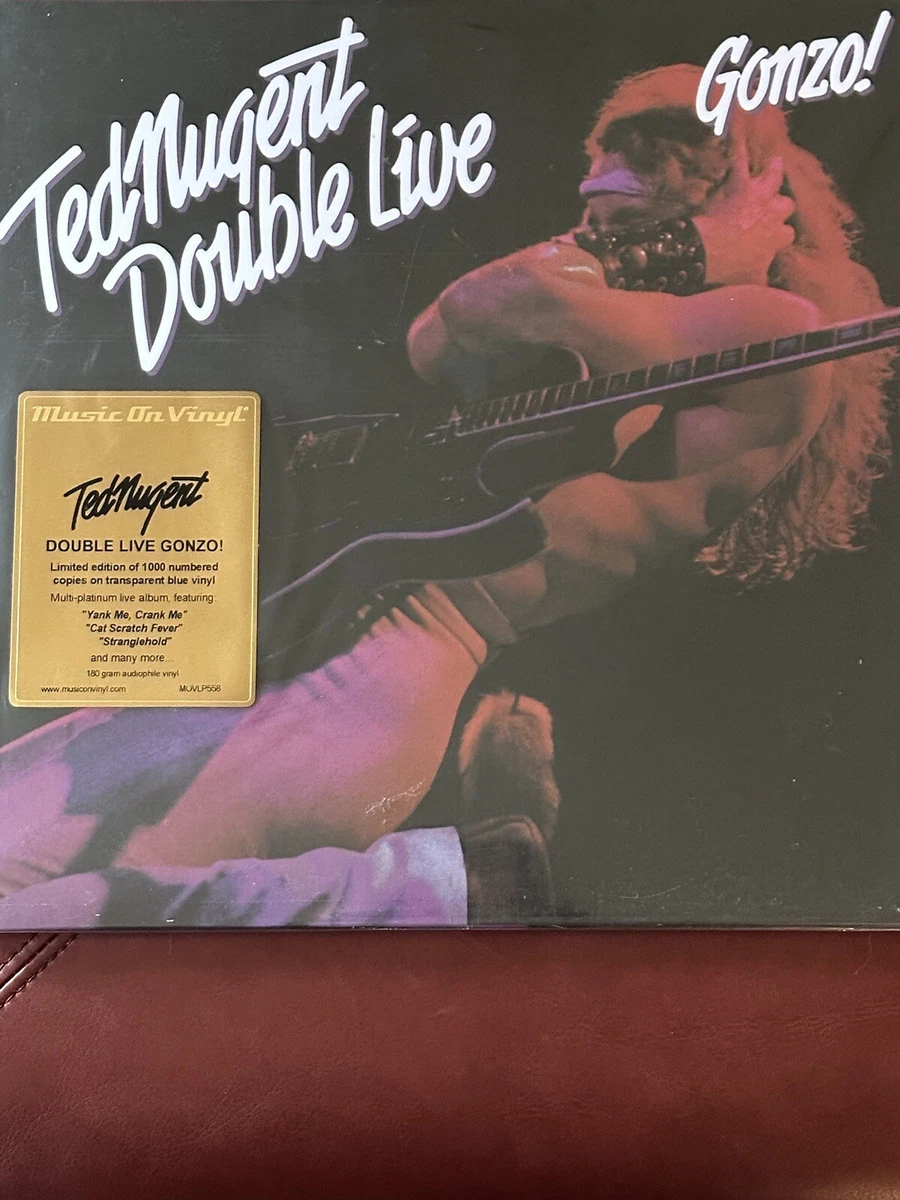 Ted Nugent
Double Live
Gonzo!
Music On Vinyl
Ted Nugent
DOUBLE LIVE GONZO!
Limited edition of 1000 numbered
copies on transparent blue vinyl
Multi-platinum live album, featuring:
"Yank Me, Crank Me"
"Cat Scratch Fever"
"Stranglehold"
and many more...
180 gram audiophile vinyl
www.musiconvinyl.com MOVLP558